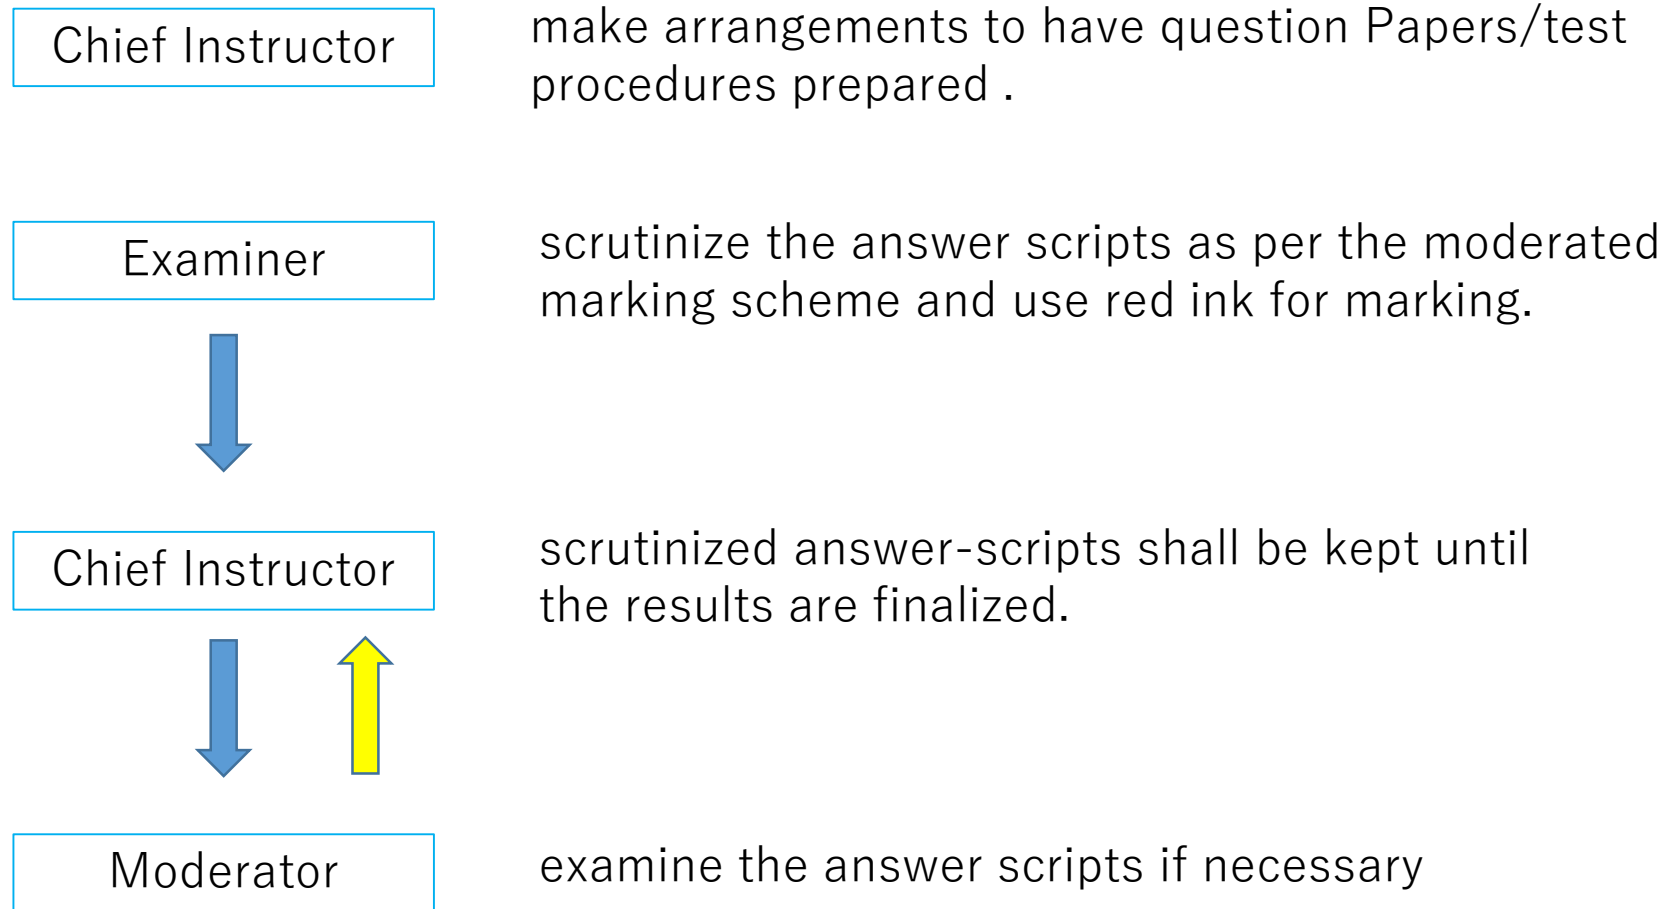 Chief Instructor
make arrangements to have question Papers/test
procedures prepared .
Examiner
scrutinize the answer scripts as per the moderated
marking scheme and use red ink for marking.
Chief Instructor
scrutinized answer-scripts shall be kept until
the results are finalized.
Moderator
examine the answer scripts if necessary